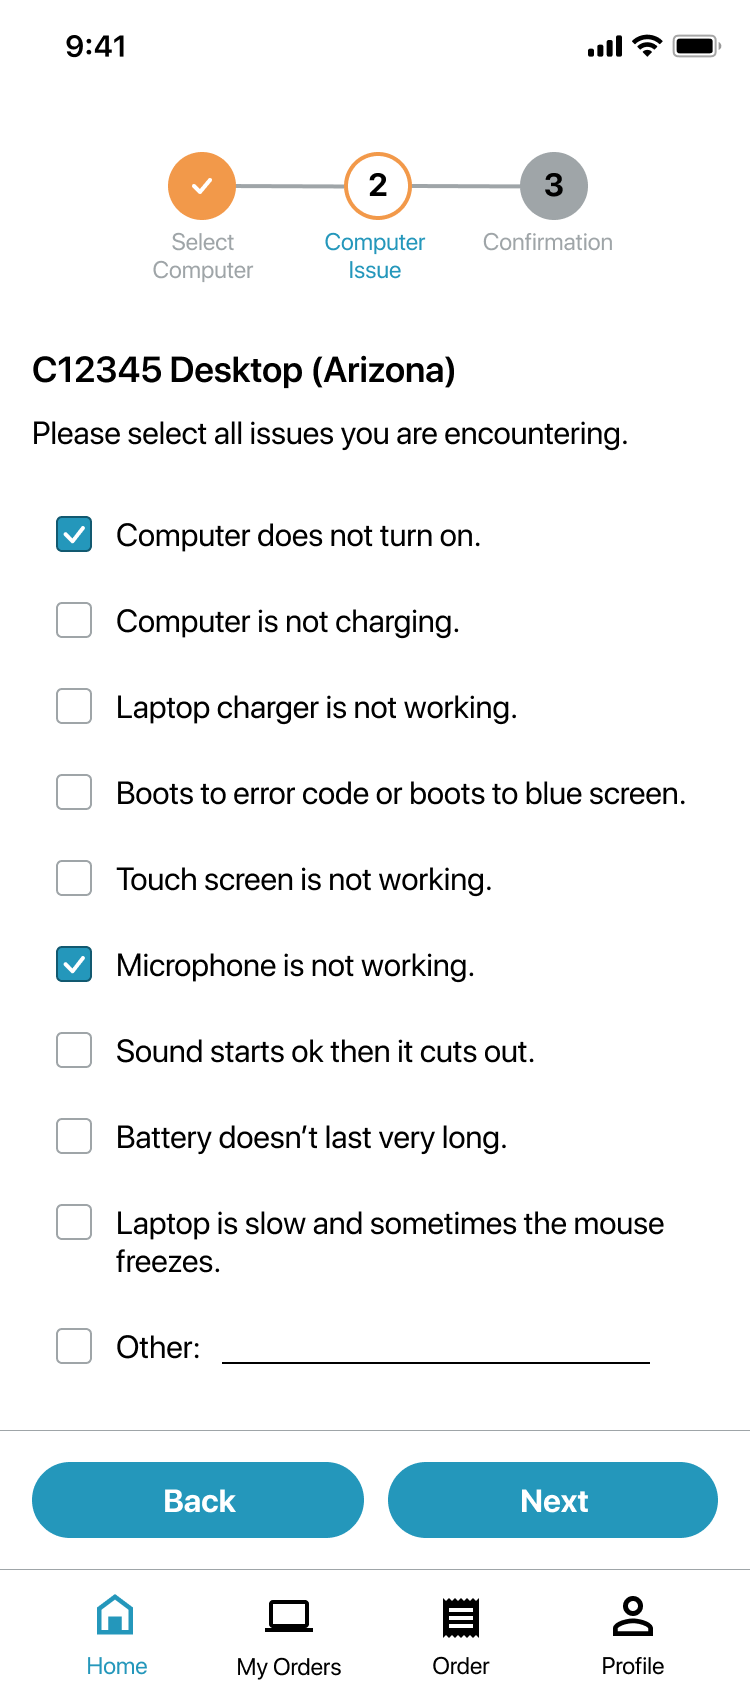 9:41
2
3
Select
Computer
Computer
Issue
Confirmation
C12345 Desktop (Arizona)
Please select all issues you are encountering.
Computer does not turn on.
Computer is not charging.
Laptop charger is not working.
Boots to error code or boots to blue screen.
Touch screen is not working.
Microphone is not working.
Sound starts ok then it cuts out.
Battery doesn’t last very long.
Laptop is slow and sometimes the mouse
freezes.
Other:
Back
Next
Home
My Orders
Order
Profile